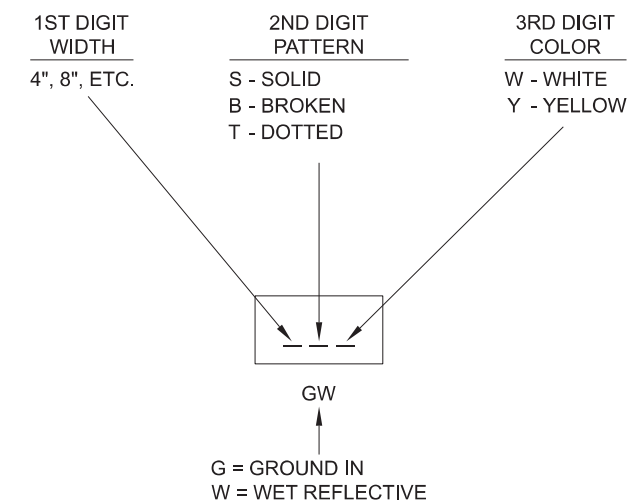 1ST DIGIT
WIDTH
4", 8", ETC.
2ND DIGIT
PATTERN
S - SOLID
B - BROKEN
T - DOTTED
3RD DIGIT
COLOR
W - WHITE
Y - YELLOW
GW
G = GROUND IN
W = WET REFLECTIVE